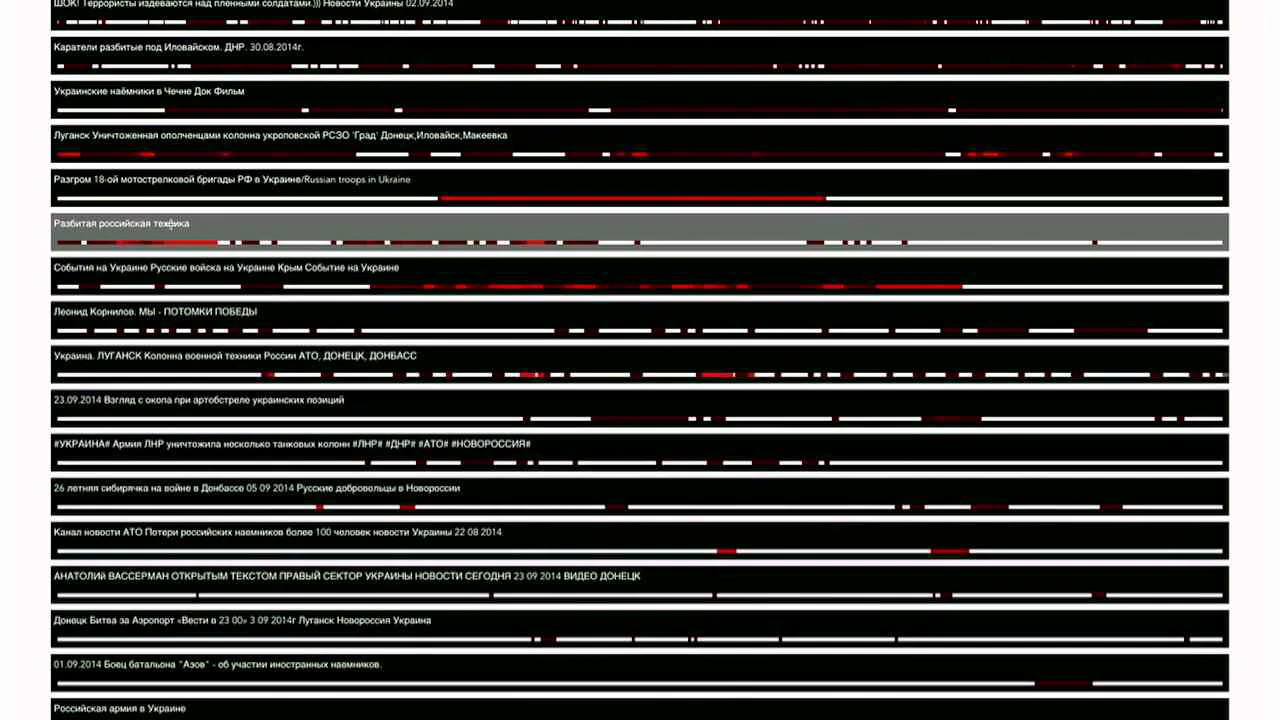 ШОК! Террористы издеваются над пленными солдатами.))) Новости Украины 02.09.2014
Каратели разбитые под Иловайском. ДНР. 30.08.2014г.
Украинские наёмники в Чечне Док Фильм
Луганск Уничтоженная ополченцами колонна укроповской РСЗО 'Град' Донецк,Иловайск,Макеевка
Разгром 18-ой мотострелковой бригады РФ в Украине/Russian troops in Ukraine
Разбитая российская техника
События на Украине Русские войска на Украине Крым Событие на Украине
Леонид Корнилов. МЫ - ПОТОМКИ ПОБЕДЫ
Украина. ЛУГАНСК Колонна военной техники России АТО, ДОНЕЦК, ДОНБАСС
23.09.2014 Взгляд с окопа при артобстреле украинских позиций
#УКРАИНА# Армия ЛНР уничтожила несколько танковых колонн #ЛНР# #ДНР# #АТО# #НОВОРОССИЯ#
26 летняя сибирячка на войне в Донбассе 05 09 2014 Русские добровольцы в Новороссии
Канал новости АТО Потери российских наемников более 100 человек новости Украины 22 08 2014
АНАТОЛИЙ ВАССЕРМАН ОТКРЫТЫМ ТЕКСТОМ ПРАВЫЙ СЕКТОР УКРАИНЫ НОВОСТИ СЕГОДНЯ 23 09 2014 ВИДЕО ДОНЕЦК
Донецк Битва за Аэропорт «Вести в 23 00» 3 09 2014г Луганск Новороссия Украина
01.09.2014 Боец батальона "Азов" - об участии иностранных наемников.
Российская армия в Украине